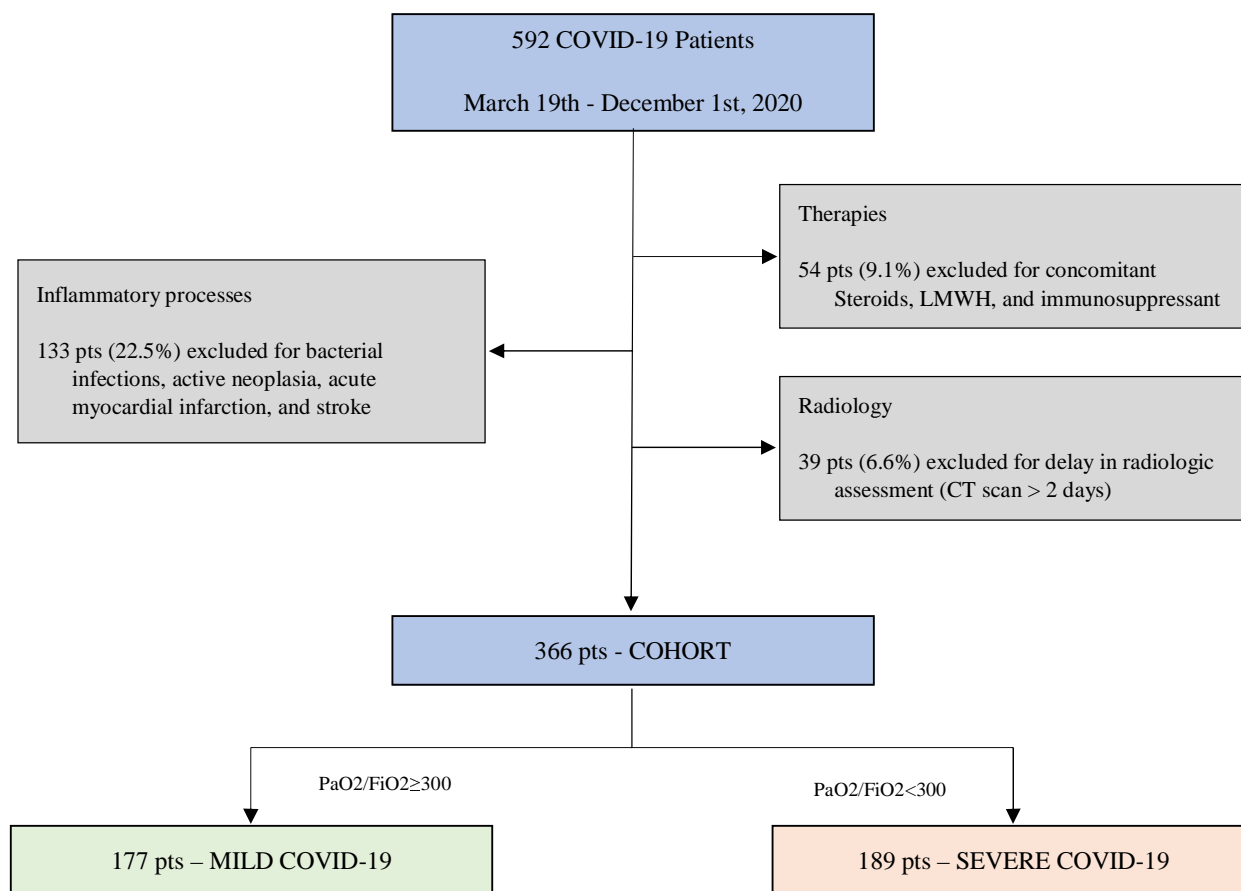 592 COVID-19 Patients
March 19th - December 1st, 2020
Therapies
54 pts (9.1%) excluded for concomitant
Steroids, LMWH, and immunosuppressant
Inflammatory processes
133 pts (22.5%) excluded for bacterial
infections, active neoplasia, acute
myocardial infarction, and stroke
Radiology
39 pts (6.6%) excluded for delay in radiologic
assessment (CT scan > 2 days)
366 pts - COHORT
PaO2/FiO2≥300
PaO2/FiO2<300
177 pts – MILD COVID-19
189 pts – SEVERE COVID-19